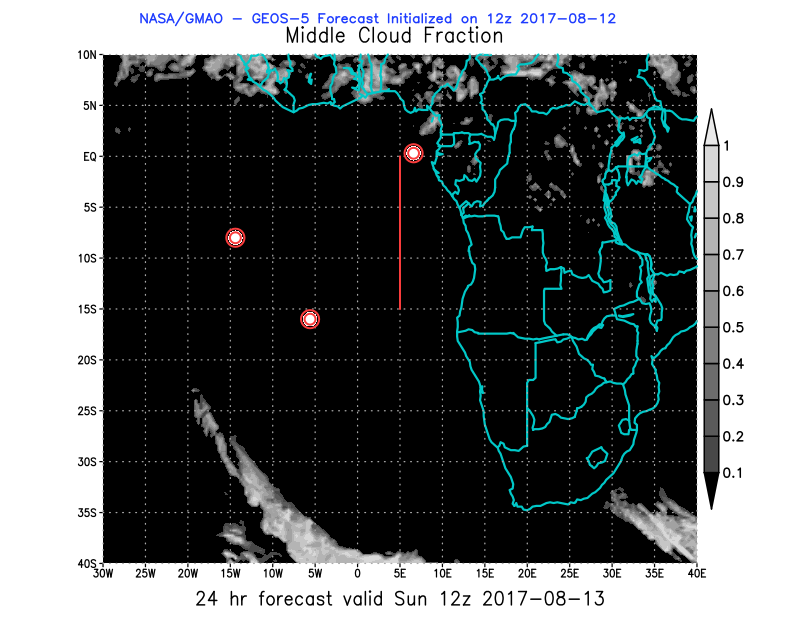 NASA/GMAO - GEOS-5 Forecast Initialized on 12z 2017-08-12
Middle Cloud Fraction
10N
5N
EQ
5S
10S
15S
20S
25S
30S
35S
40S
30W 25W 20W 15W 10W 5W 0 5E 10E 15E 20E 25E 30E 35E 40E
1
0.9
0.8
0.7
0.6
0.5
0.4
0.3
0.2
0.1
24 hr forecast valid Sun 12z 2017-08-13